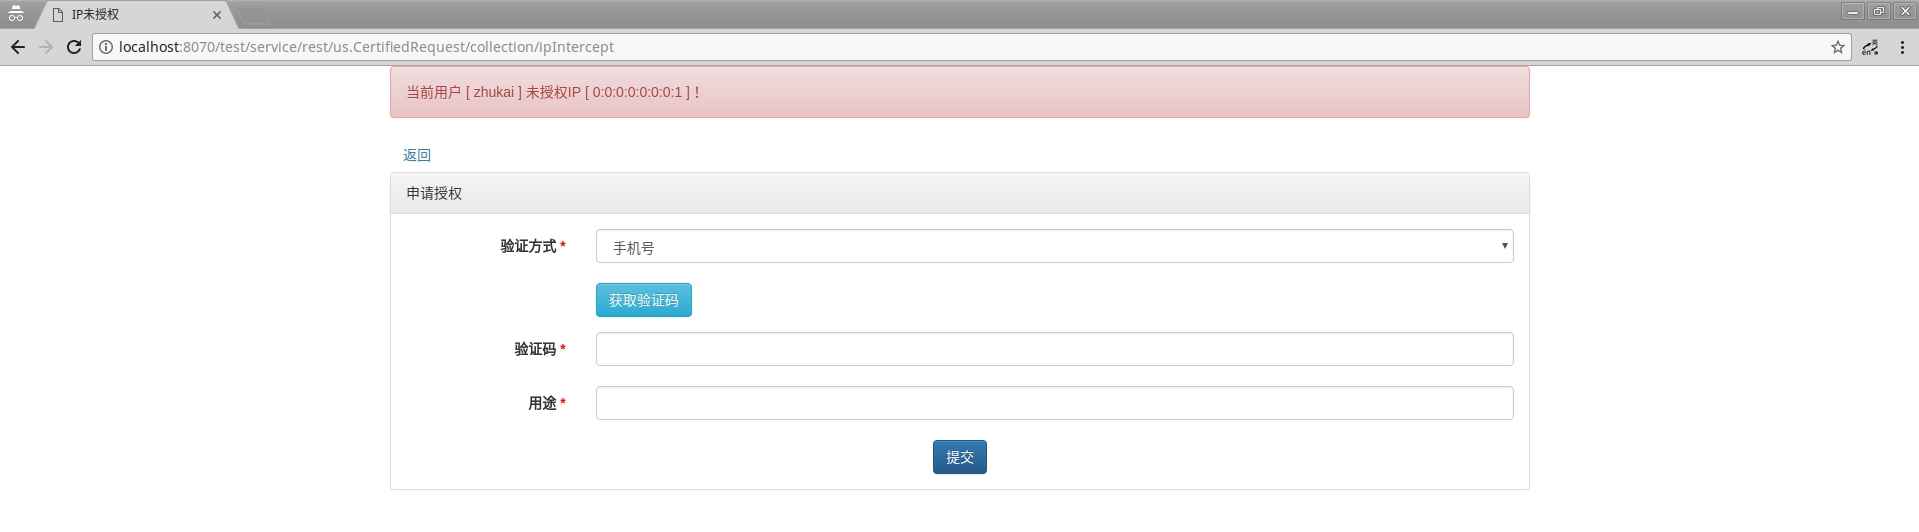 IP未授权
localhost:8070/test/service/rest/us.CertifiedRequest/collection/ipIntercept
当前用户 [ zhukai ] 未授权IP [ 0:0:0:0:0:0:0:1 ]！
返回
申请授权
验证方式 *
手机号
获取验证码
验证码 *
用途 *
提交